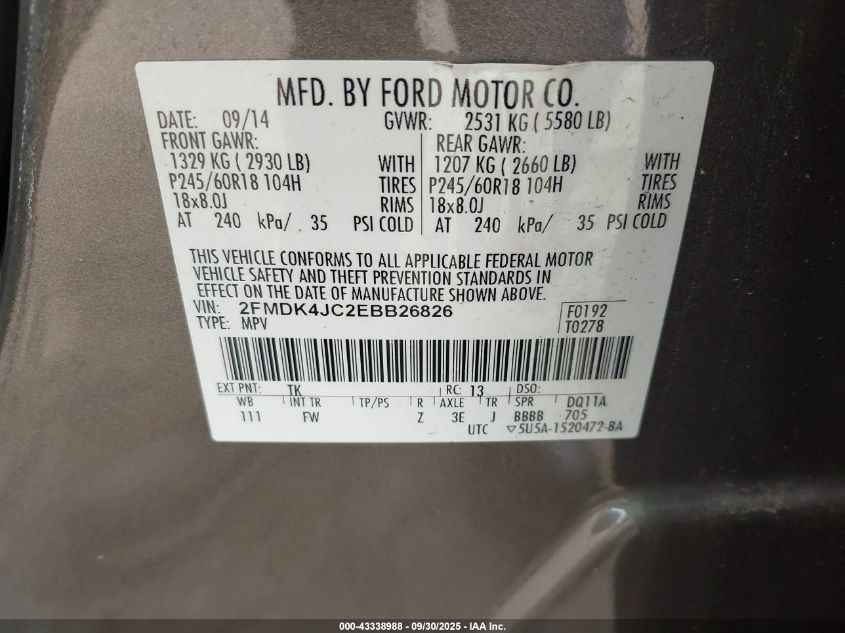 MFD. BY FORD MOTOR CO.
DATE: 09/14 GVWR: 2531 KG ( 5580 LB)
FRONT GAWR: REAR GAWR:
1329 KG ( 2930 LB) WITH 1207 KG ( 2660 LB) WITH
P245/60R18 104H TIRES P245/60R18 104H TIRES
18x8.0J RIMS 18x8.0J RIMS
AT 240 kPa/ 35 PSI COLD AT 240 kPa/ 35 PSI COLD
THIS VEHICLE CONFORMS TO ALL APPLICABLE FEDERAL MOTOR
VEHICLE SAFETY AND THEFT PREVENTION STANDARDS IN
EFFECT ON THE DATE OF MANUFACTURE SHOWN ABOVE.
VIN: 2FMDK4JC2EBB26826 F0192
TYPE: MPV T0278
EXT PNT: TK RC: 13 DSO:
WB INT TR TP/PS R AXLE TR SPR DQ11A
111 FW Z 3E J BBBB 705
UTC ▽5U5A-1520472-BA
000-43338988 - 09/30/2025 - IAA Inc.